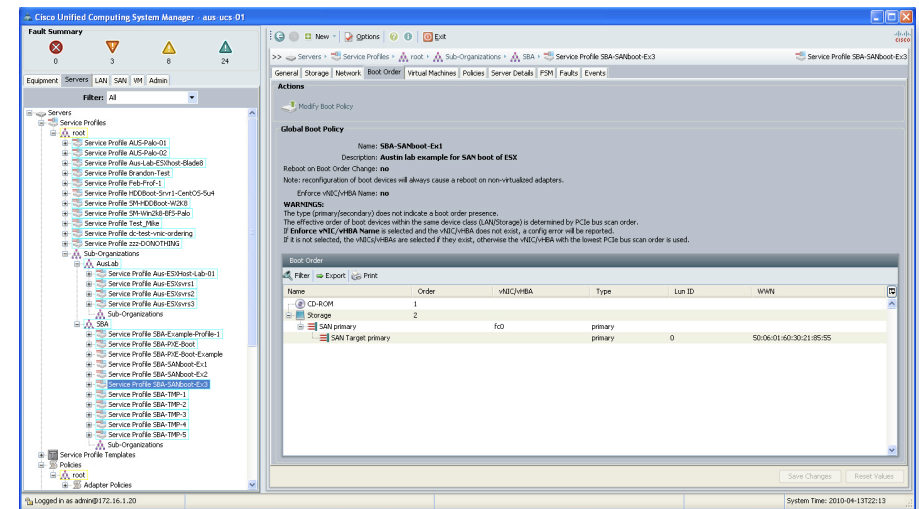 Cisco Unified Computing System Manager - aus-ucs-01
Fault Summary
0 3 8 24
New Options Exit
CISCO
>> Servers Service Profiles root Sub-Organizations SBA Service Profile SBA-SANboot-Ex3
Service Profile SBA-SANboot-Ex3
Equipment Servers LAN SAN VM Admin
General Storage Network Boot Order Virtual Machines Policies Server Details FSM Faults Events
Filter: All
Servers
Service Profiles
root
Service Profile AUS-Palo-01
Service Profile AUS-Palo-02
Service Profile Aus-Lab-ESXhost-Blade8
Service Profile Brandon-Test
Service Profile Feb-Frof-1
Service Profile HDDBoot-Srvr1-CentOS-5u4
Service Profile SM-HDDBoot-W2K8
Service Profile SM-Win2k8-BFS-Palo
Service Profile Test_Mike
Service Profile dc-test-vnic-ordering
Service Profile zzz-DONOTHING
Sub-Organizations
AusLab
Service Profile Aus-ESXHost-Lab-01
Service Profile Aus-ESXsvrs1
Service Profile Aus-ESXsvrs2
Service Profile Aus-ESXsvrs3
Sub-Organizations
SBA
Service Profile SBA-Example-Profile-1
Service Profile SBA-PXE-Boot
Service Profile SBA-PXE-Boot-Example
Service Profile SBA-SANboot-Ex1
Service Profile SBA-SANboot-Ex2
Service Profile SBA-SANboot-Ex3
Service Profile SBA-TMP-1
Service Profile SBA-TMP-2
Service Profile SBA-TMP-3
Service Profile SBA-TMP-4
Service Profile SBA-TMP-5
Sub-Organizations
Service Profile Templates
Policies
root
Adapter Policies
Actions
Modify Boot Policy
Global Boot Policy
Name: SBA-SANboot-Ex1
Description: Austin lab example for SAN boot of ESX
Reboot on Boot Order Change: no
Note: reconfiguration of boot devices will always cause a reboot on non-virtualized adapters.
Enforce vNIC/vHBA Name: no
WARNINGS:
The type (primary/secondary) does not indicate a boot order presence.
The effective order of boot devices within the same device class (LAN/Storage) is determined by PCIe bus scan order.
If Enforce vNIC/vHBA Name is selected and the vNIC/vHBA does not exist, a config error will be reported.
If it is not selected, the vNICs/vHBAs are selected if they exist, otherwise the vNIC/vHBA with the lowest PCIe bus scan order is used.
Boot Order
Filter Export Print
Name Order vNIC/vHBA Type Lun ID WWN
CD-ROM 1
Storage 2
SAN primary fc0 primary
SAN Target primary primary 0 50:06:01:60:30:21:85:55
Save Changes Reset Values
Logged in as admin@172.16.1.20
System Time: 2010-04-13T22:13